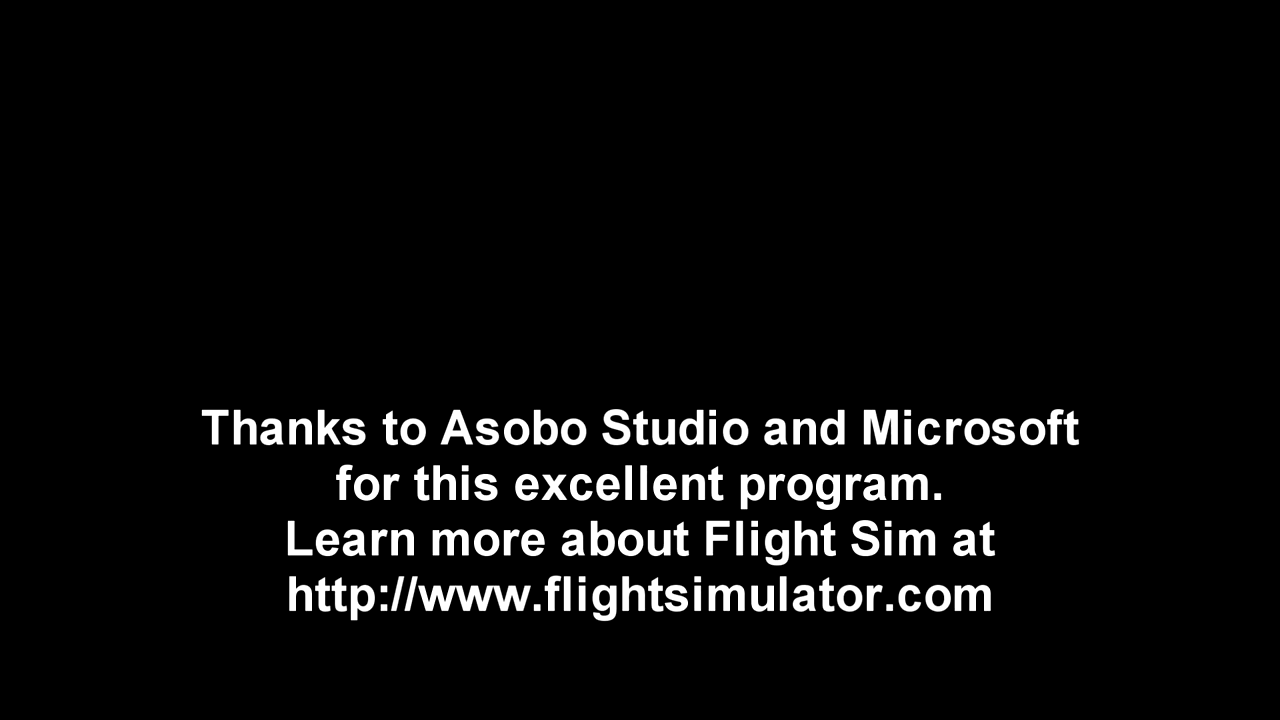 Thanks to Asobo Studio and Microsoft
for this excellent program.
Learn more about Flight Sim at
http://www.flightsimulator.com